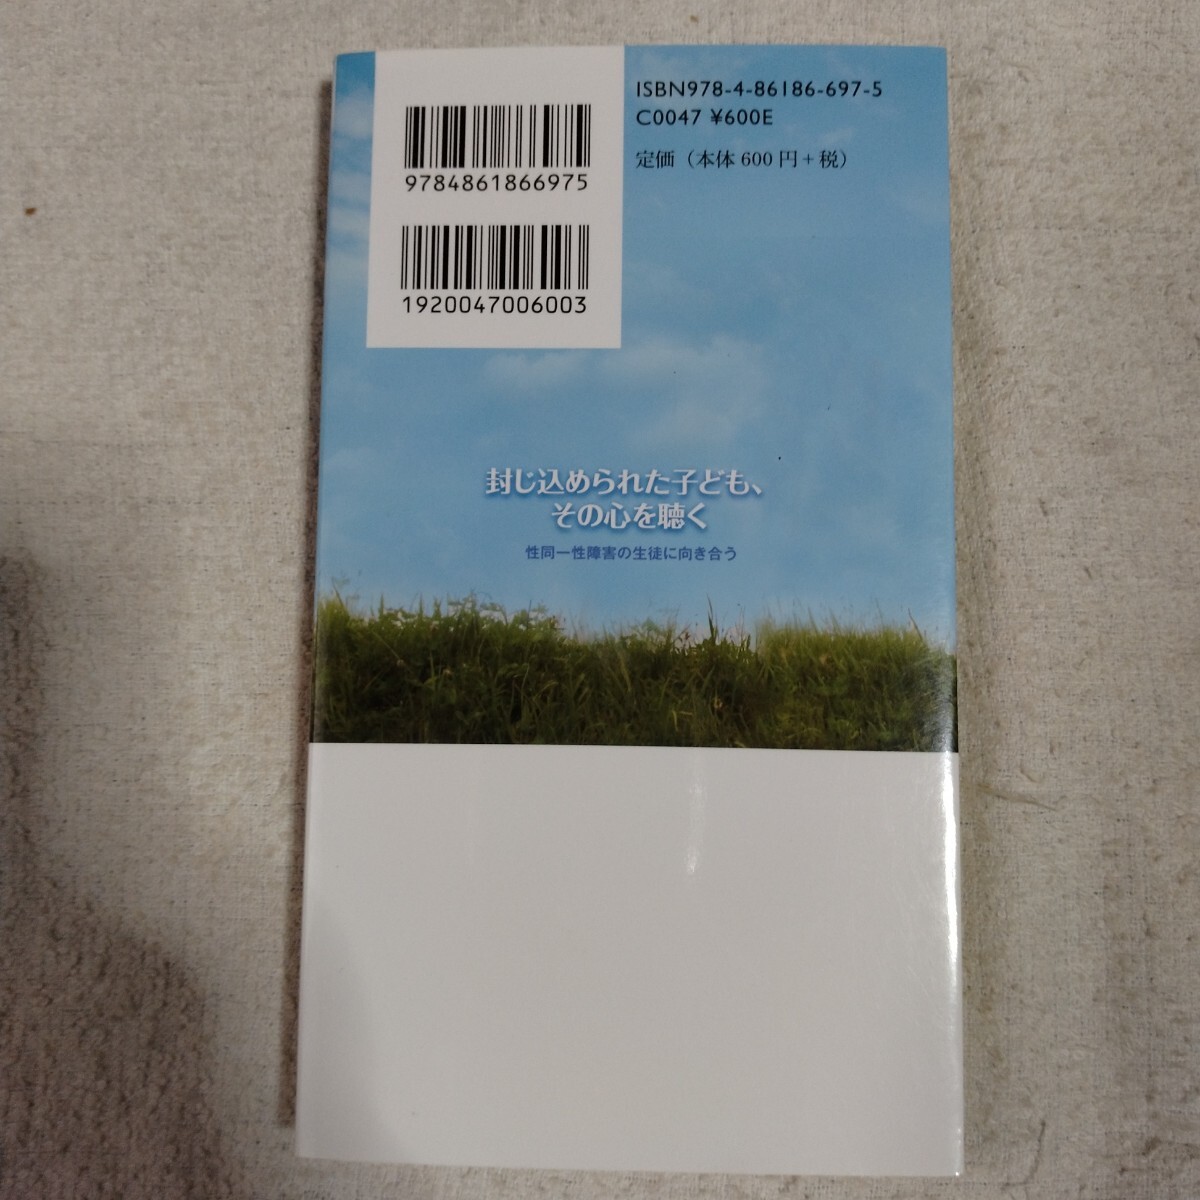 9784861866975
1920047006003
ISBN978-4-86186-697-5
C0047 ¥600E
定価（本体600円+税）
封じ込められた子ども、
その心を聴く
性同一性障害の生徒に向き合う